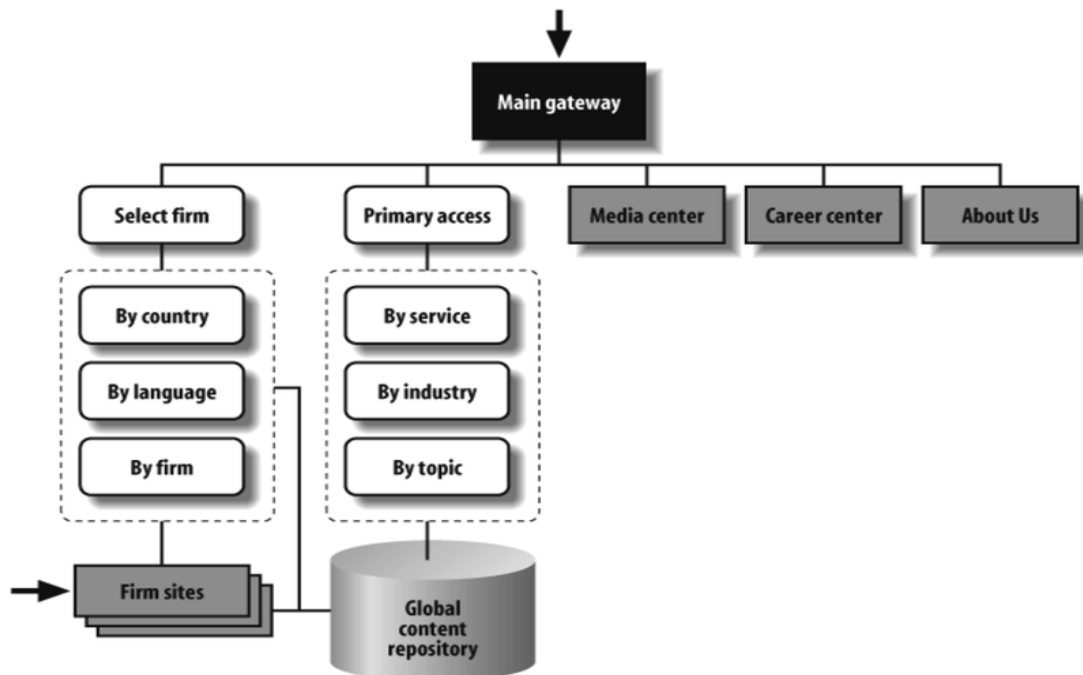 Main gateway
Select firm
Primary access
Media center
Career center
About Us
By country
By language
By firm
By service
By industry
By topic
Firm sites
Global
content
repository